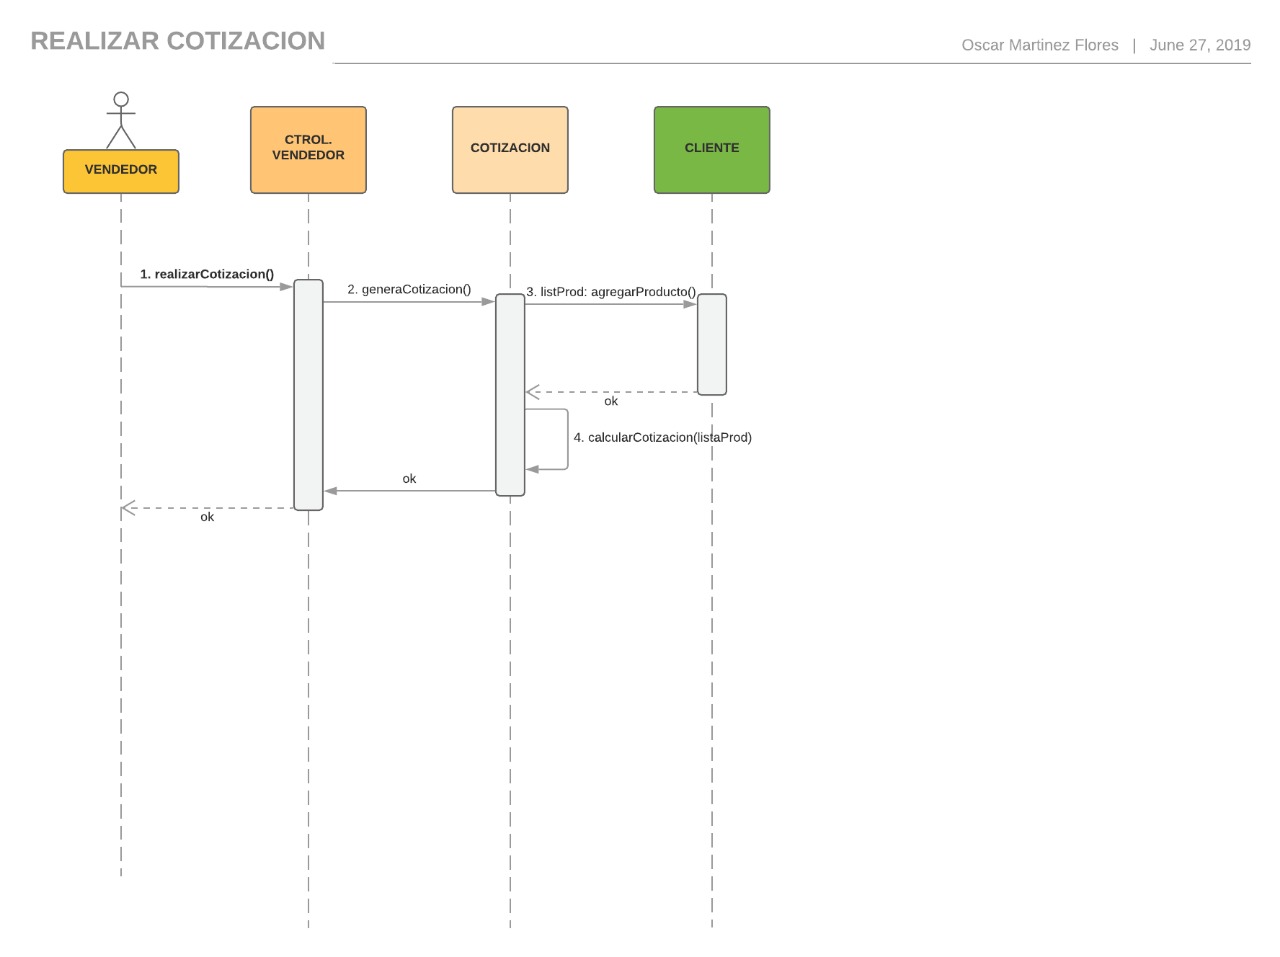 REALIZAR COTIZACION
Oscar Martinez Flores | June 27, 2019
VENDEDOR
CTROL.
VENDEDOR
COTIZACION
CLIENTE
1. realizarCotizacion()
2. generaCotizacion()
3. listProd: agregarProducto()
ok
4. calcularCotizacion(listaProd)
ok
ok